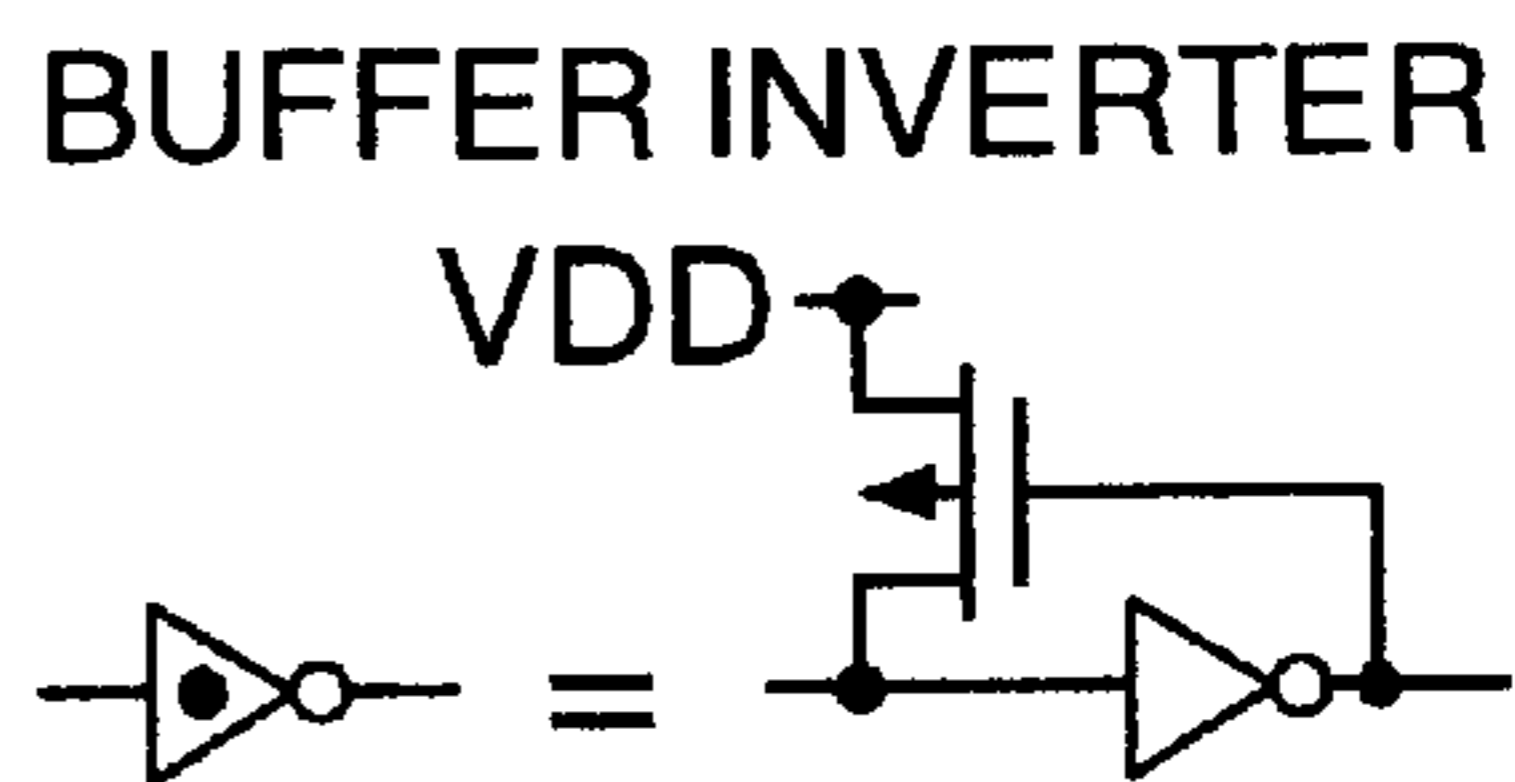 BUFFER INVERTER
VDD
=